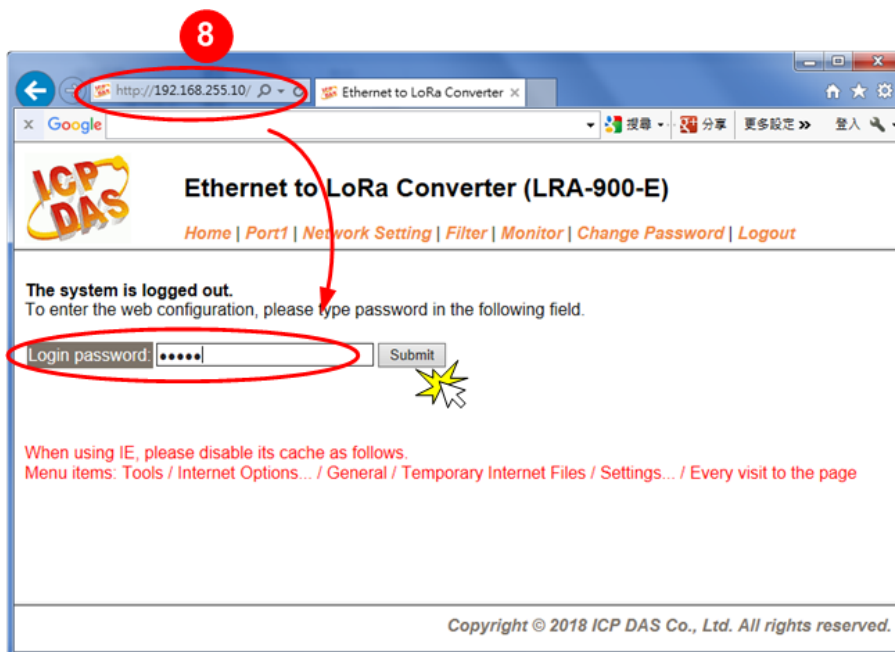 8
http://192.168.255.10/
Ethernet to LoRa Converter ×
x Google 搜尋 分享 更多設定 » 登入
ICP DAS
Ethernet to LoRa Converter (LRA-900-E)
Home | Port1 | Network Setting | Filter | Monitor | Change Password | Logout
The system is logged out.
To enter the web configuration, please type password in the following field.
Login password: ••••• Submit
When using IE, please disable its cache as follows.
Menu items: Tools / Internet Options... / General / Temporary Internet Files / Settings... / Every visit to the page
Copyright © 2018 ICP DAS Co., Ltd. All rights reserved.